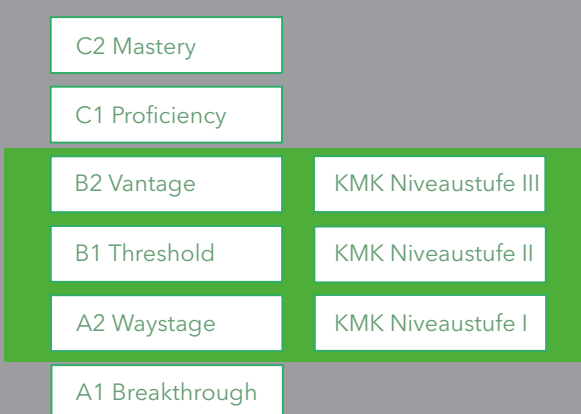 C2 Mastery
C1 Proficiency
B2 Vantage KMK Niveaustufe III
B1 Threshold KMK Niveaustufe II
A2 Waystage KMK Niveaustufe I
A1 Breakthrough